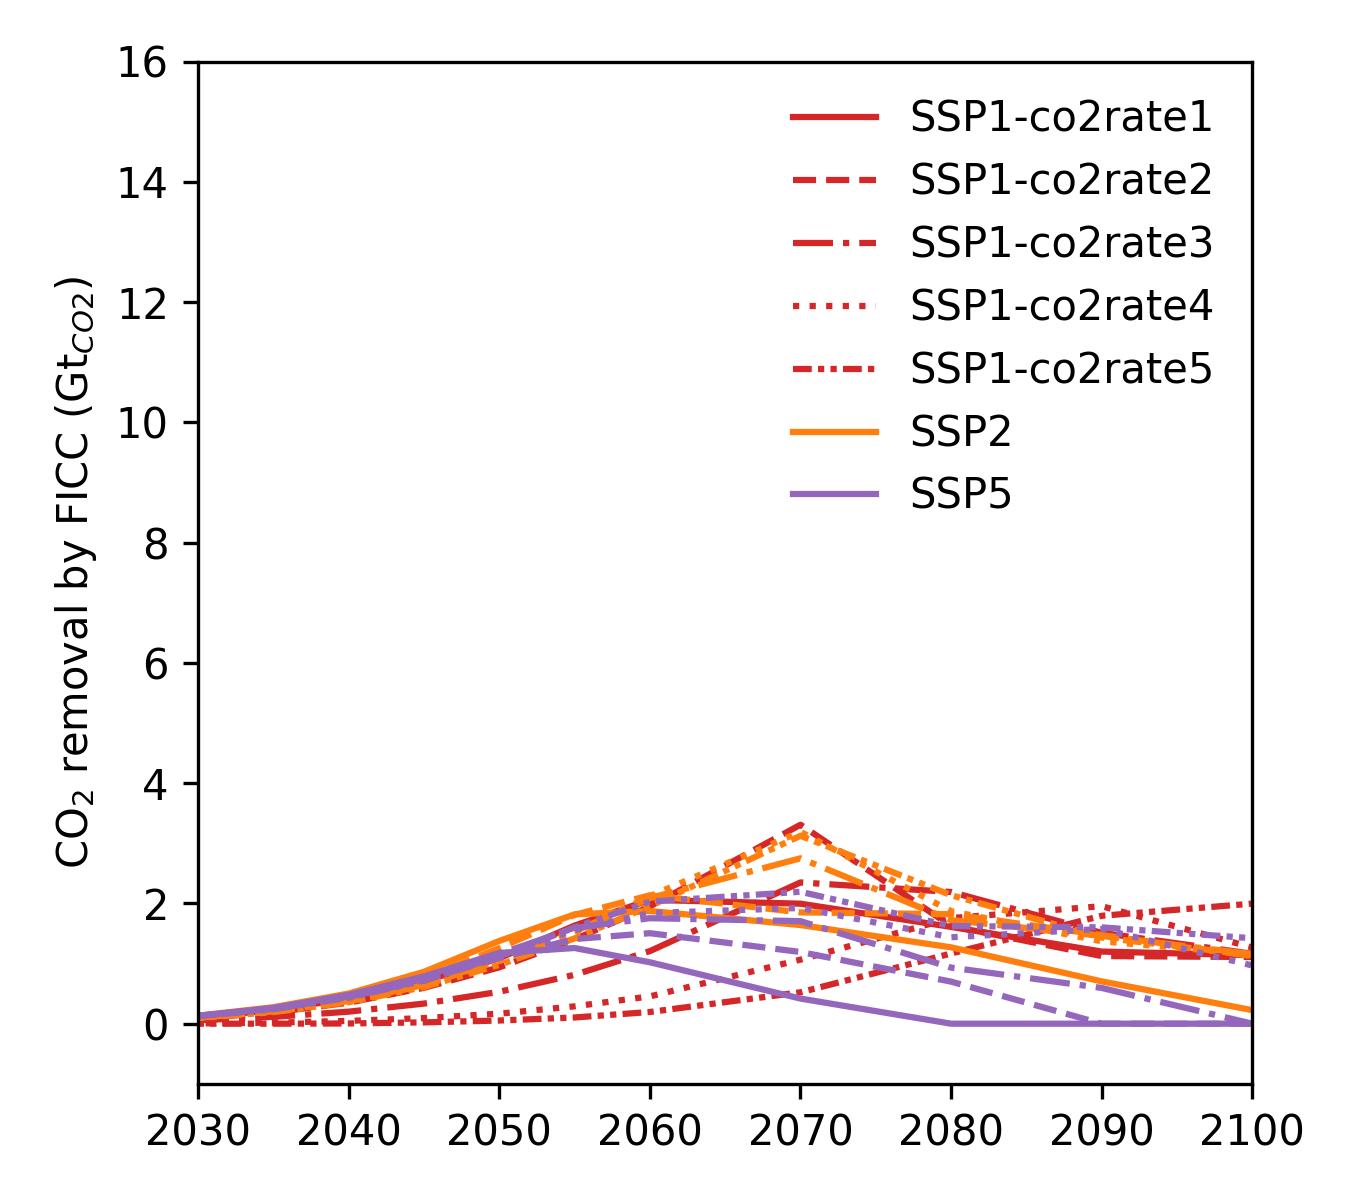 CO2 removal by FICC (GtCO2)
16
14
12
10
8
6
4
2
0
SSP1-co2rate1
SSP1-co2rate2
SSP1-co2rate3
SSP1-co2rate4
SSP1-co2rate5
SSP2
SSP5
2030 2040 2050 2060 2070 2080 2090 2100